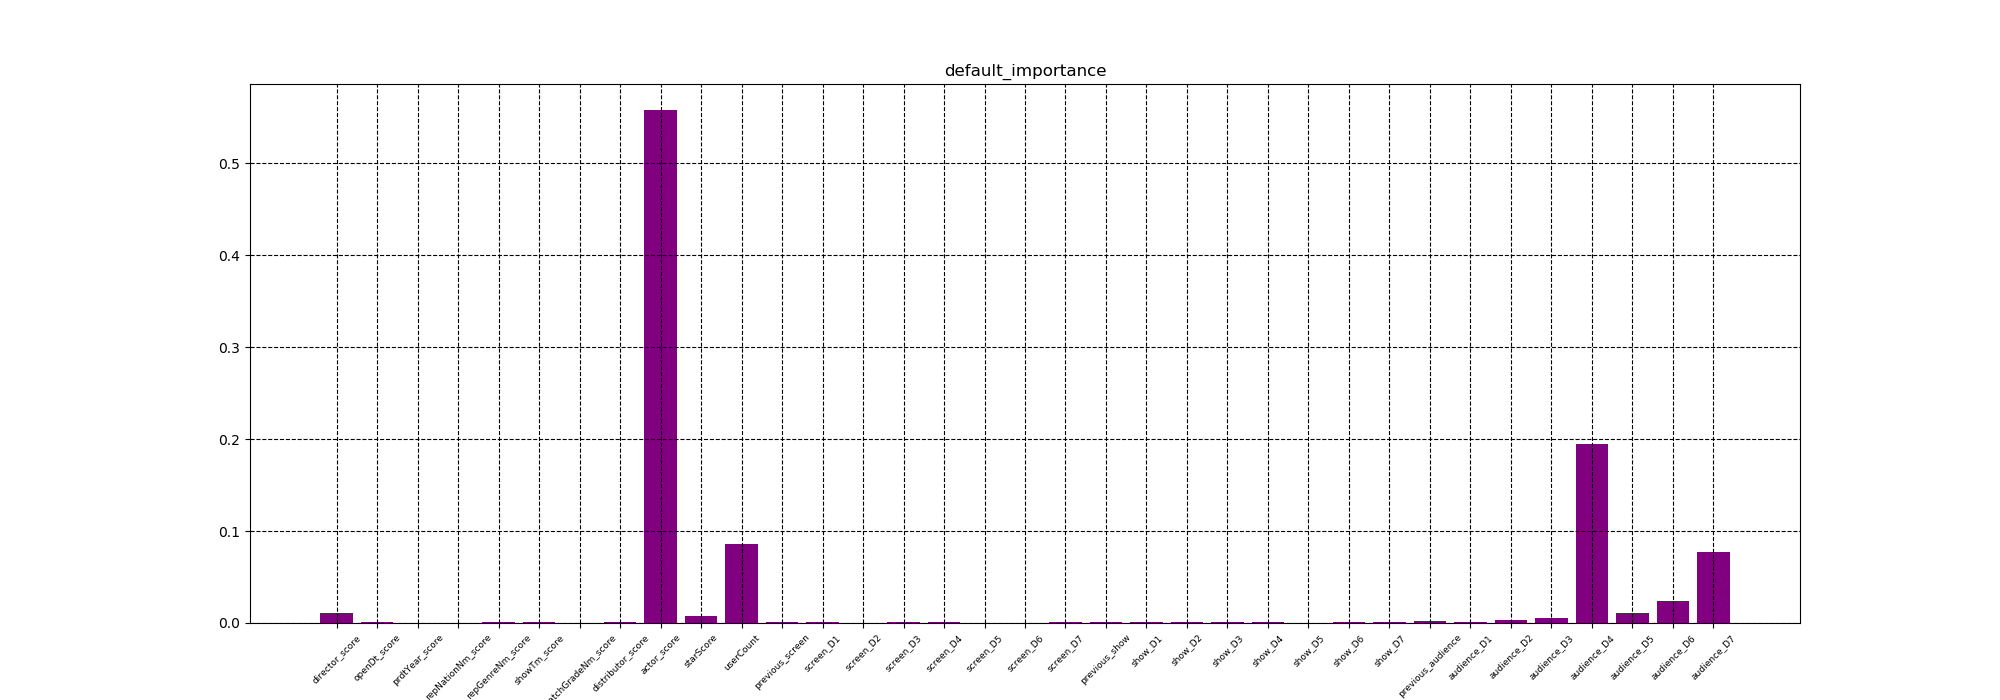 default_importance
0.5
0.4
0.3
0.2
0.1
0.0
director_score
openDt_score
prdtYear_score
repNationNm_score
repGenreNm_score
showTm_score
tchGradeNm_score
distributor_score
actor_score
starScore
userCount
previous_screen
screen_D1
screen_D2
screen_D3
screen_D4
screen_D5
screen_D6
screen_D7
previous_show
show_D1
show_D2
show_D3
show_D4
show_D5
show_D6
show_D7
previous_audience
audience_D1
audience_D2
audience_D3
audience_D4
audience_D5
audience_D6
audience_D7